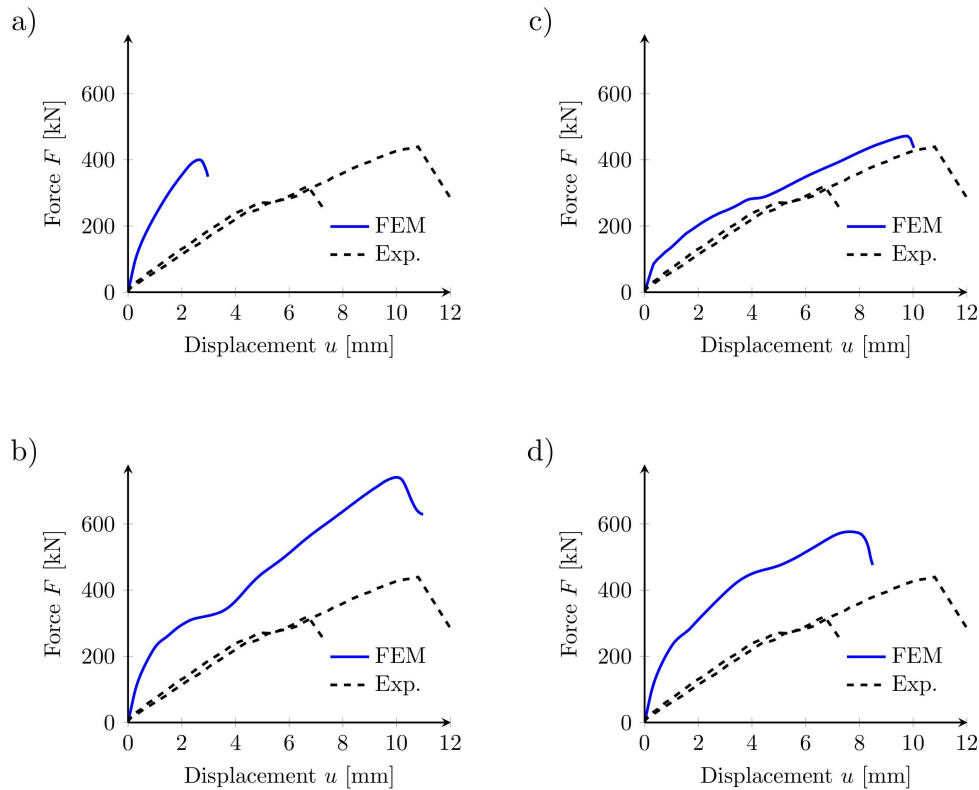 a)
Force F [kN]
600
400
200
0
0 2 4 6 8 10 12
Displacement u [mm]
FEM
Exp.
c)
Force F [kN]
600
400
200
0
0 2 4 6 8 10 12
Displacement u [mm]
FEM
Exp.
b)
Force F [kN]
600
400
200
0
0 2 4 6 8 10 12
Displacement u [mm]
FEM
Exp.
d)
Force F [kN]
600
400
200
0
0 2 4 6 8 10 12
Displacement u [mm]
FEM
Exp.